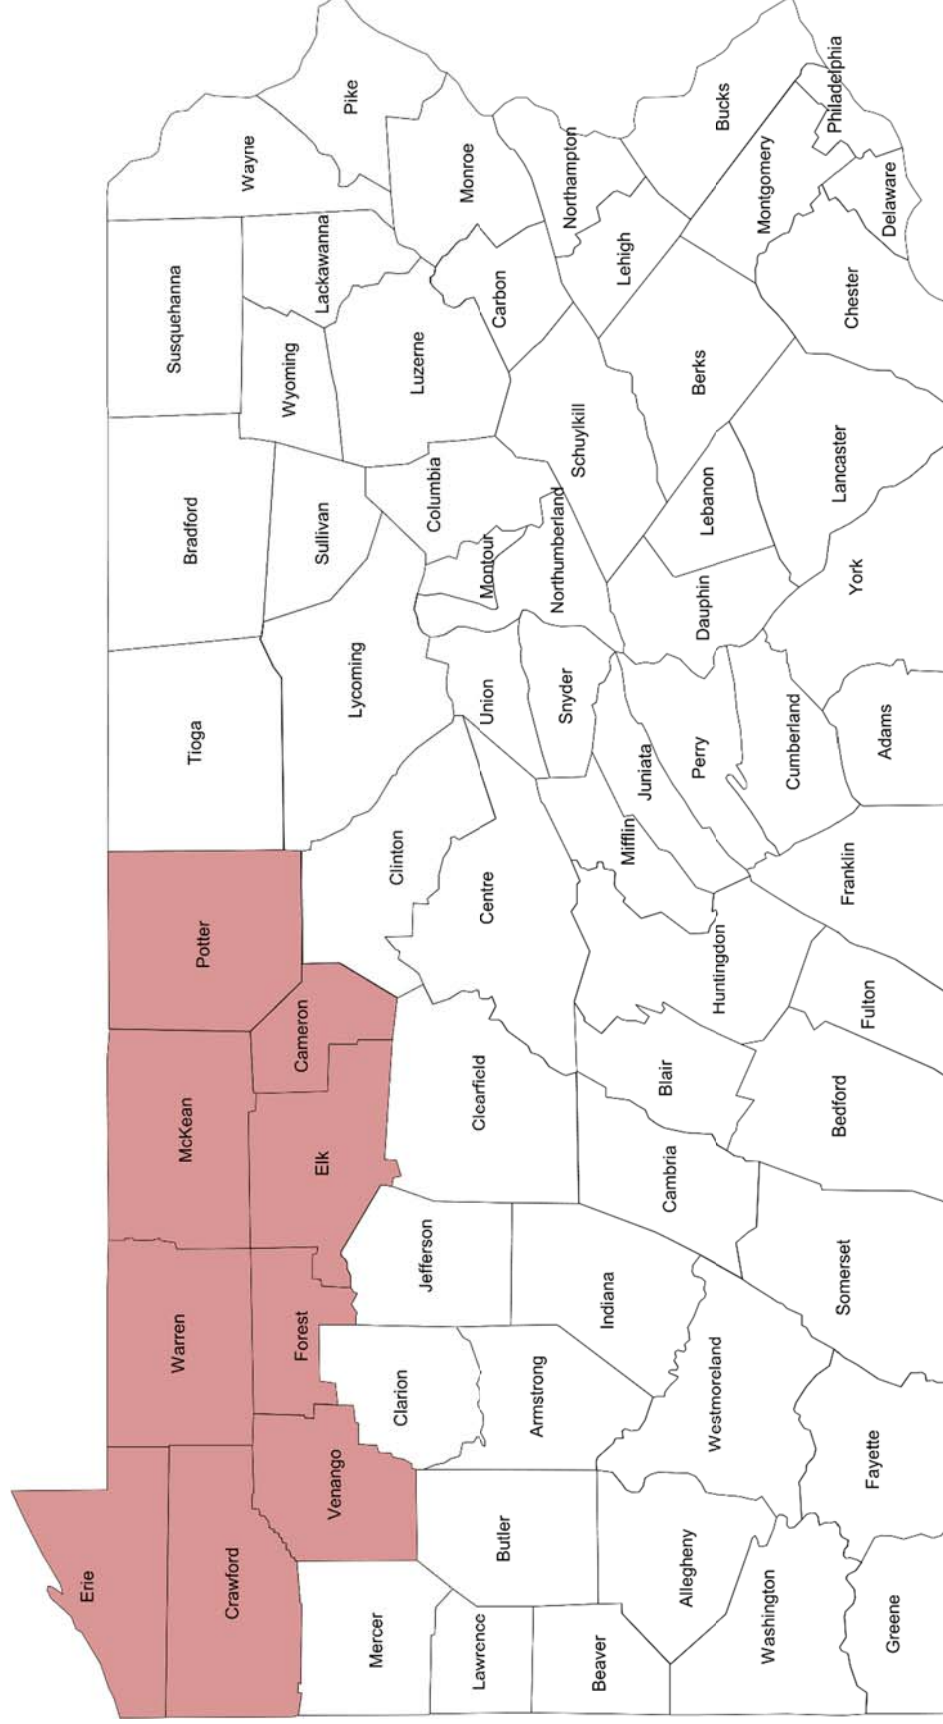 Erie
Warren
McKean
Potter
Tioga
Bradford
Susquehanna
Wayne
Crawford
Venango
Forest
Elk
Cameron
Sullivan
Wyoming
Lackawanna
Pike
Mercer
Clarion
Jefferson
Clinton
Lycoming
Columbia
Luzerne
Monroe
Lawrence
Butler
Armstrong
Clearfield
Centre
Union
Montour
Carbon
Northampton
Beaver
Indiana
Snyder
Northumberland
Schuylkill
Lehigh
Allegheny
Westmoreland
Cambria
Blair
Huntingdon
Mifflin
Juniata
Perry
Dauphin
Lebanon
Berks
Bucks
Montgomery
Philadelphia
Washington
Somerset
Bedford
Fulton
Franklin
Cumberland
York
Lancaster
Chester
Delaware
Greene
Fayette
Adams